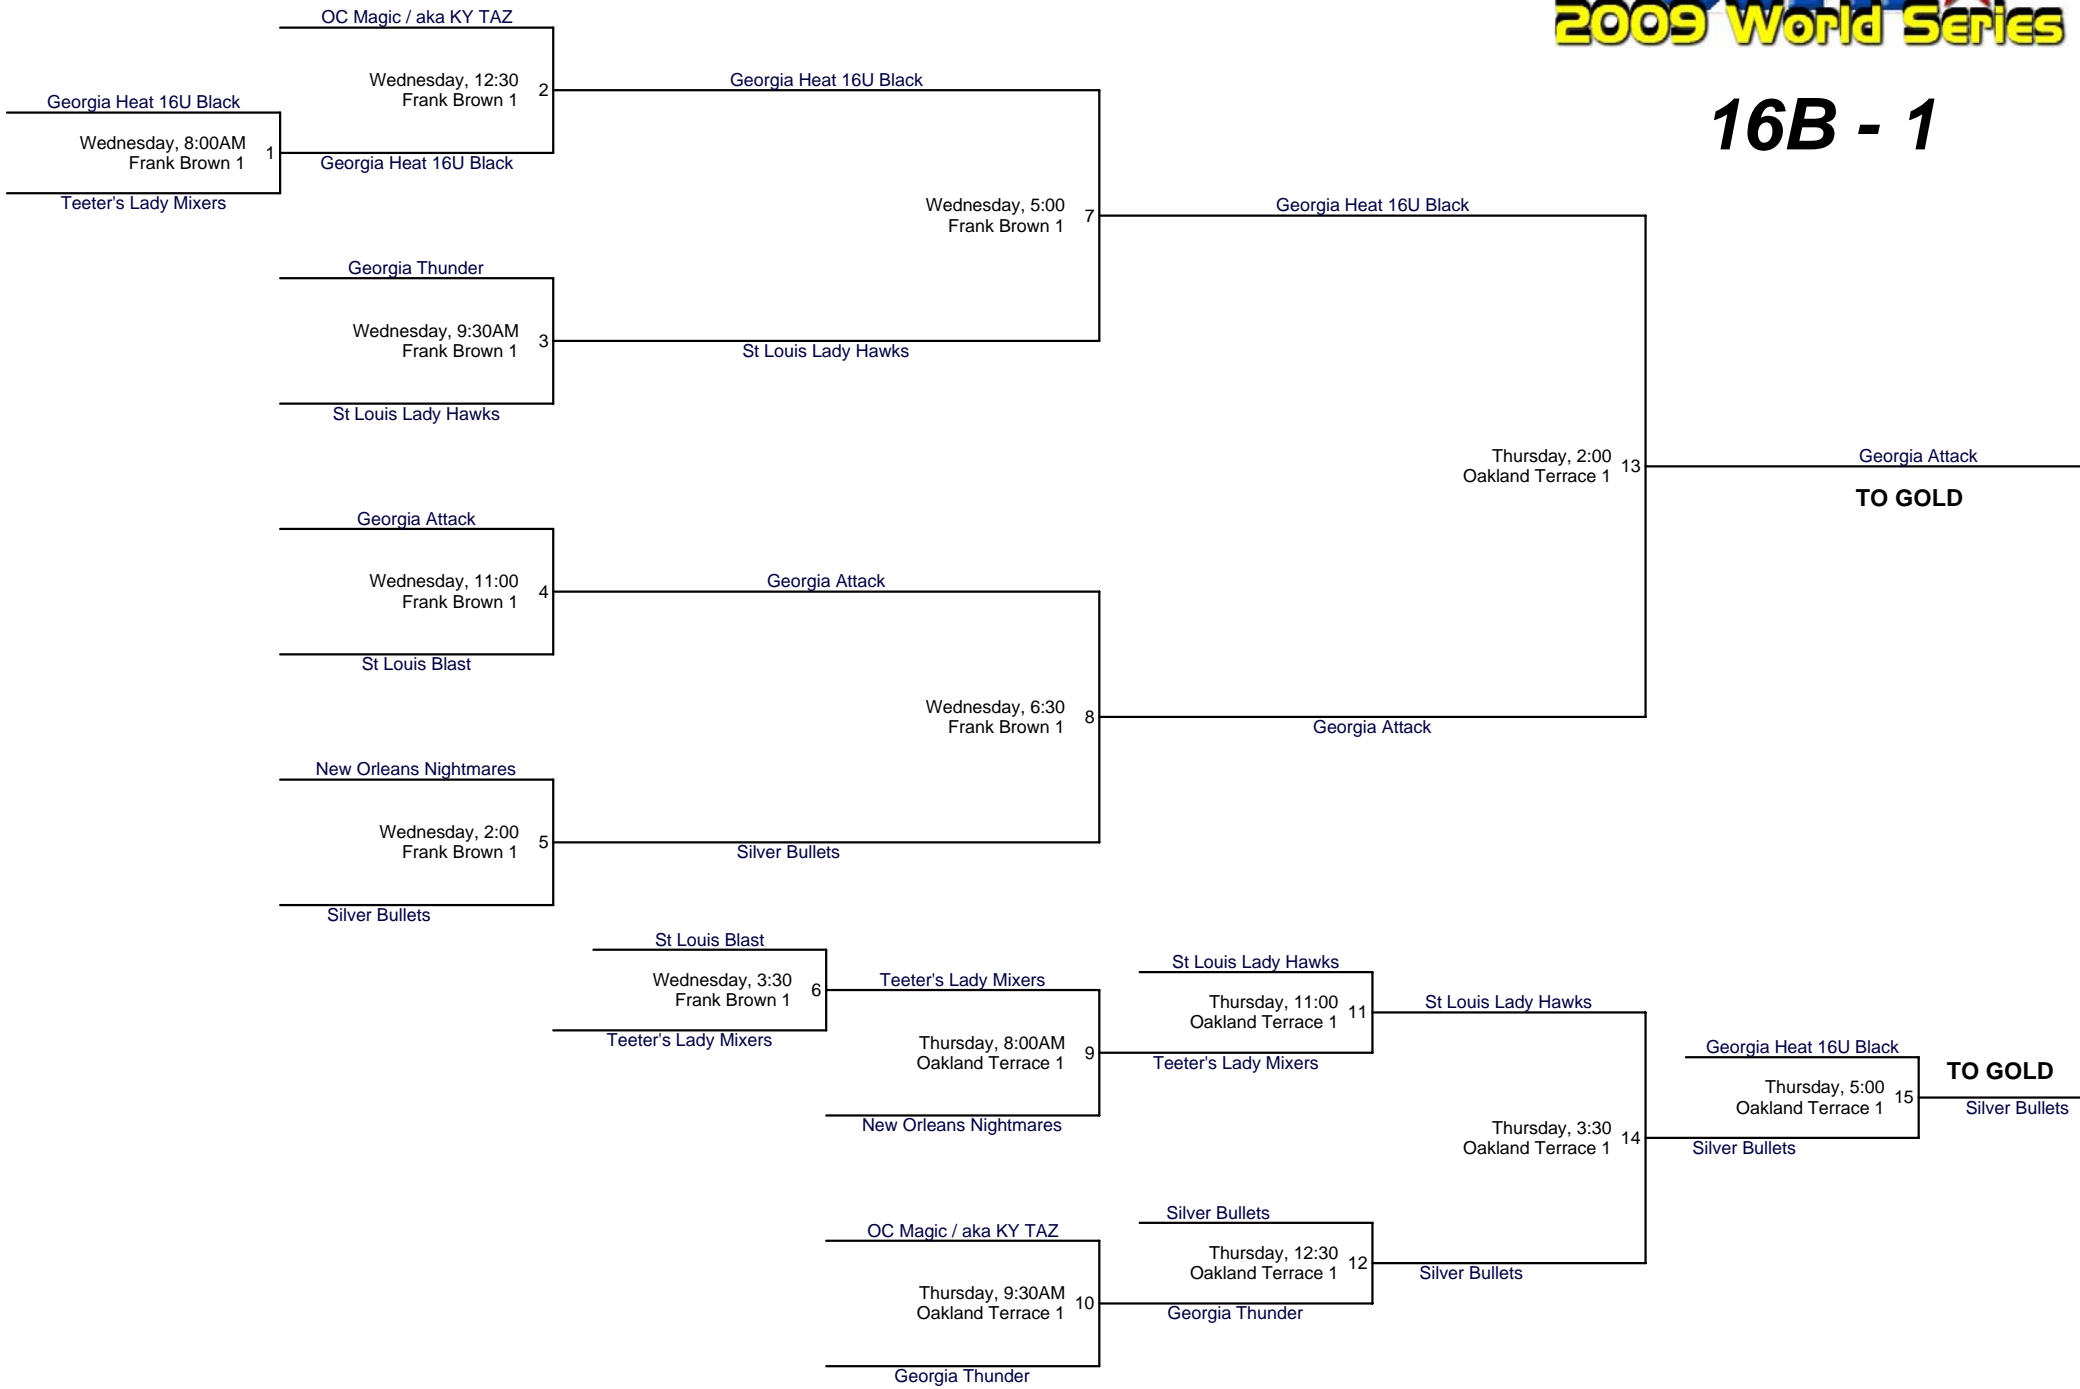 2009 World Series
16B - 1
OC Magic / aka KY TAZ
Wednesday, 12:30
Frank Brown 1
2
Georgia Heat 16U Black
Georgia Heat 16U Black
Wednesday, 8:00AM
Frank Brown 1
1
Georgia Heat 16U Black
Teeter's Lady Mixers
Wednesday, 5:00
Frank Brown 1
7
Georgia Heat 16U Black
Georgia Thunder
Wednesday, 9:30AM
Frank Brown 1
3
St Louis Lady Hawks
St Louis Lady Hawks
Thursday, 2:00
Oakland Terrace 1
13
Georgia Attack
TO GOLD
Georgia Attack
Wednesday, 11:00
Frank Brown 1
4
Georgia Attack
St Louis Blast
Wednesday, 6:30
Frank Brown 1
8
Georgia Attack
New Orleans Nightmares
Wednesday, 2:00
Frank Brown 1
5
Silver Bullets
Silver Bullets
St Louis Blast
Wednesday, 3:30
Frank Brown 1
6
Teeter's Lady Mixers
Teeter's Lady Mixers
Thursday, 8:00AM
Oakland Terrace 1
9
New Orleans Nightmares
St Louis Lady Hawks
Thursday, 11:00
Oakland Terrace 1
11
Teeter's Lady Mixers
St Louis Lady Hawks
Georgia Heat 16U Black
Thursday, 5:00
Oakland Terrace 1
15
TO GOLD
Silver Bullets
Thursday, 3:30
Oakland Terrace 1
14
Silver Bullets
OC Magic / aka KY TAZ
Thursday, 9:30AM
Oakland Terrace 1
10
Georgia Thunder
Silver Bullets
Thursday, 12:30
Oakland Terrace 1
12
Georgia Thunder
Silver Bullets